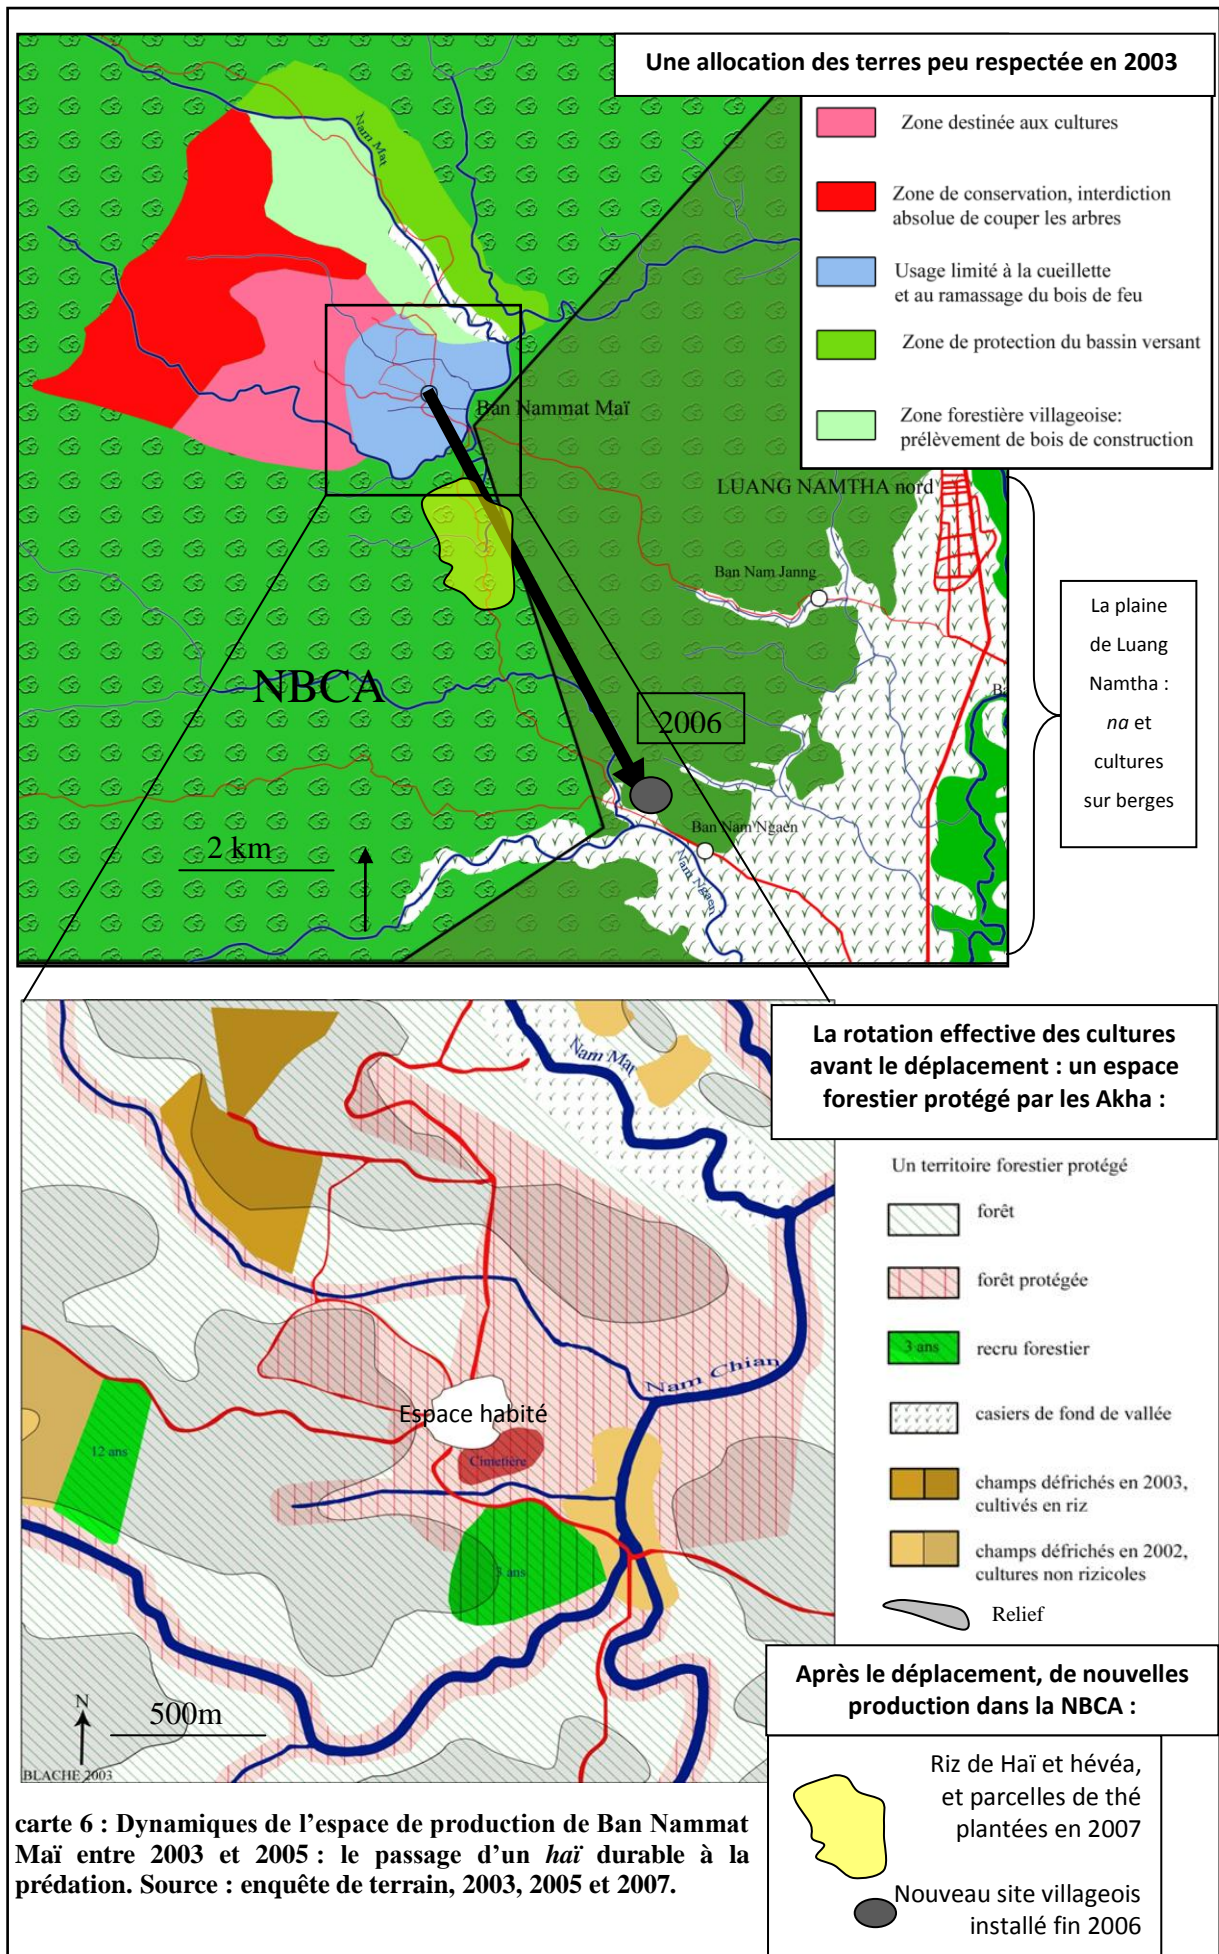 Une allocation des terres peu respectée en 2003
Zone destinée aux cultures
Zone de conservation, interdiction
absolue de couper les arbres
Usage limité à la cueillette
et au ramassage du bois de feu
Zone de protection du bassin versant
Zone forestière villageoise:
prélèvement de bois de construction
Nam Mat
Ban Nammat Maï
LUANG NAMTHA nord
Ban Nam Janng
NBCA
2006
Ba
Ban Nam Ngaen
Nam Ngaen
2 km
La plaine
de Luang
Namtha :
na et
cultures
sur berges
La rotation effective des cultures
avant le déplacement : un espace
forestier protégé par les Akha :
Un territoire forestier protégé
forêt
forêt protégée
3 ans
recru forestier
casiers de fond de vallée
champs défrichés en 2003,
cultivés en riz
champs défrichés en 2002,
cultures non rizicoles
Relief
Nam Mat
Nam Chian
Espace habité
Cimetière
12 ans
3 ans
N
500m
BLACHE 2003
Après le déplacement, de nouvelles
production dans la NBCA :
Riz de Haï et hévéa,
et parcelles de thé
plantées en 2007
Nouveau site villageois
installé fin 2006
carte 6 : Dynamiques de l’espace de production de Ban Nammat
Maï entre 2003 et 2005 : le passage d’un haï durable à la
prédation. Source : enquête de terrain, 2003, 2005 et 2007.